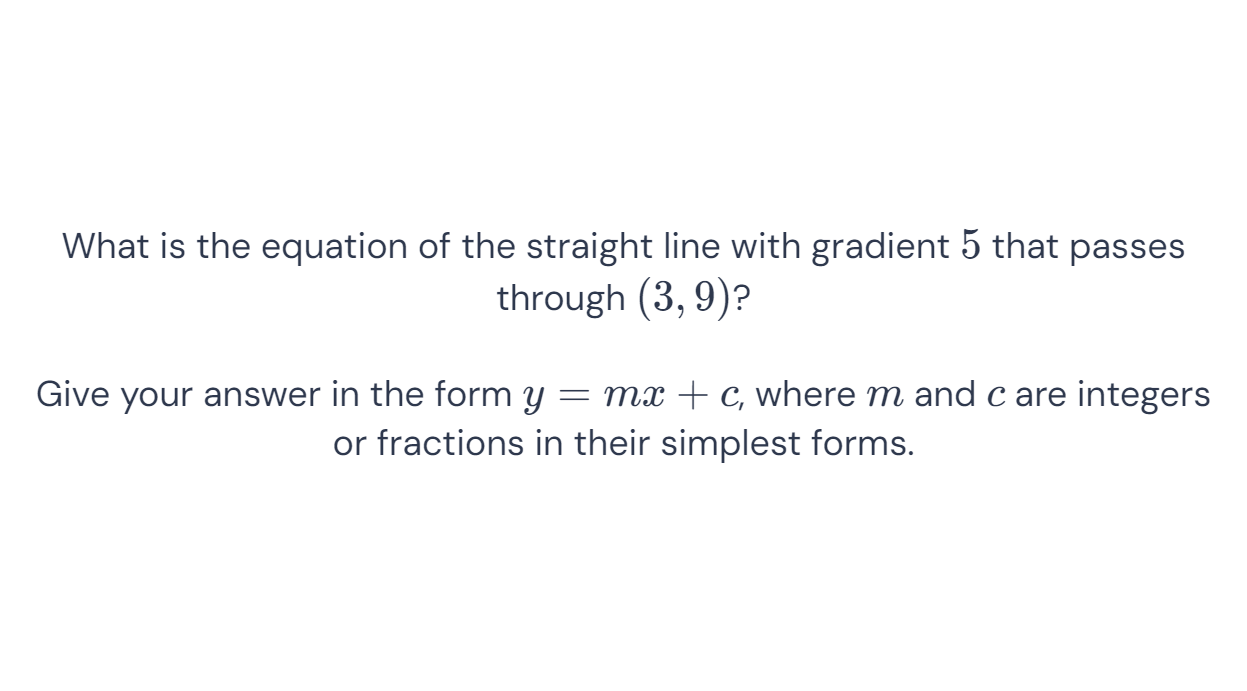 What is the equation of the straight line with gradient 5 that passes
through (3, 9)?
Give your answer in the form y = mx + c, where m and c are integers
or fractions in their simplest forms.